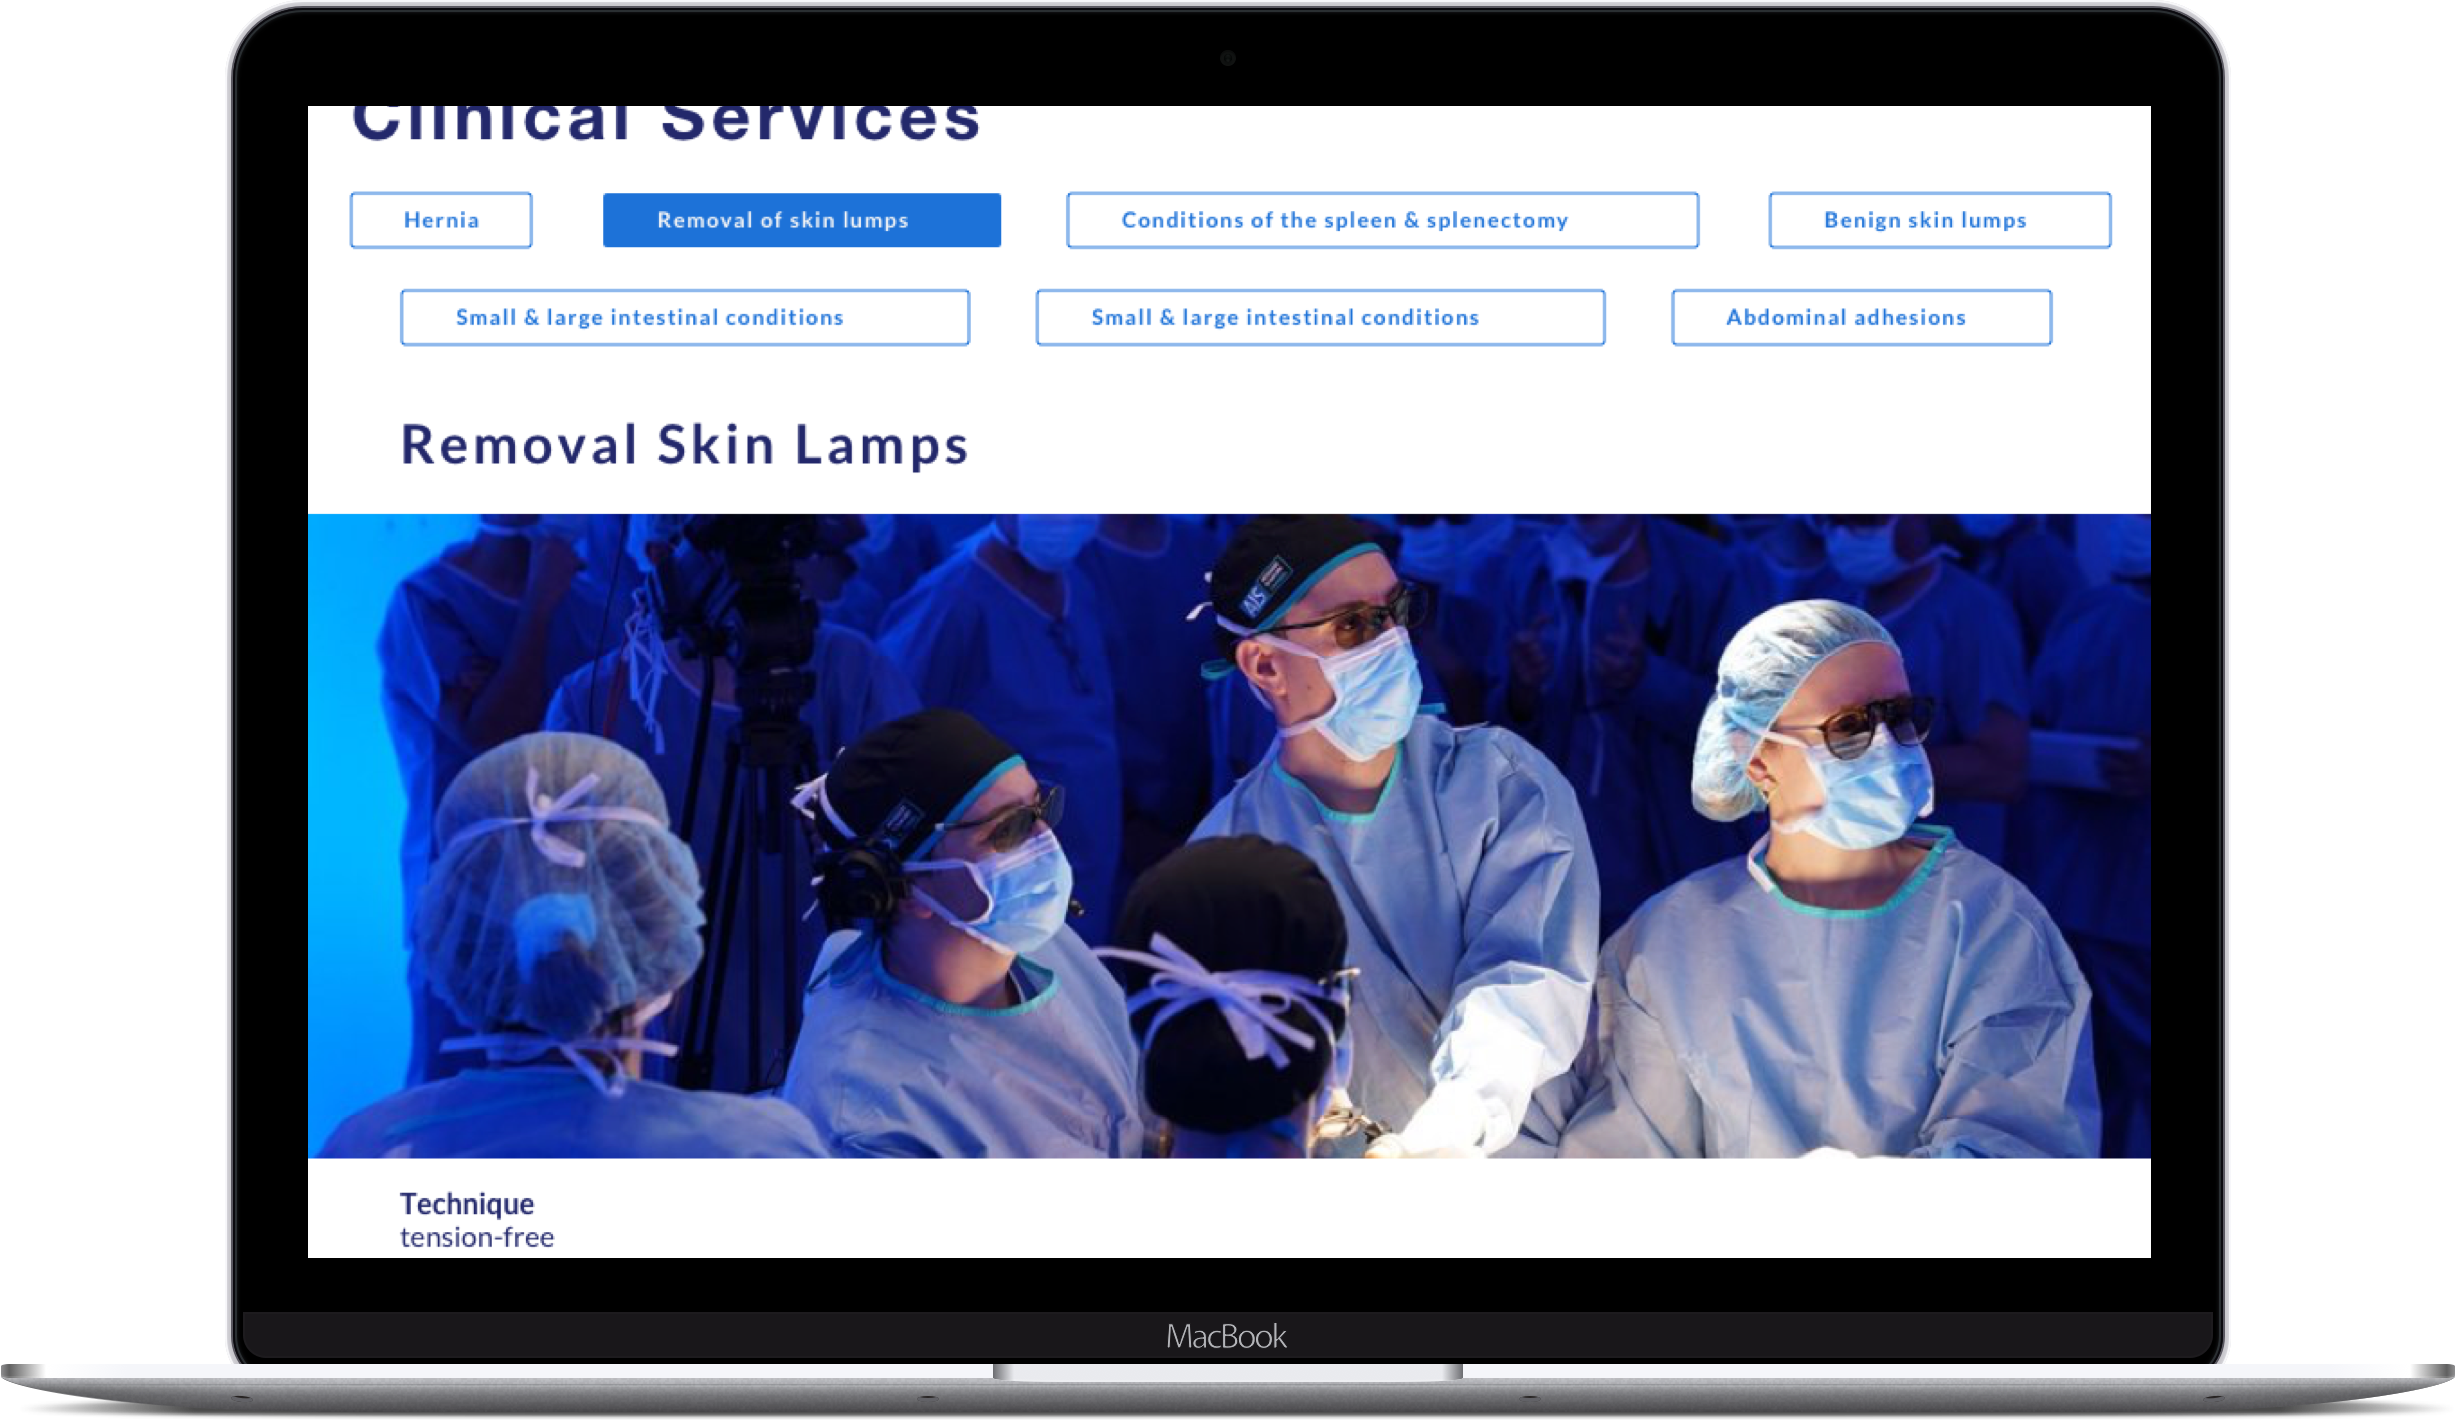 Clinical Services
Hernia
Removal of skin lumps
Conditions of the spleen & splenectomy
Benign skin lumps
Small & large intestinal conditions
Small & large intestinal conditions
Abdominal adhesions
Removal Skin Lamps
AIS
Technique
tension-free
MacBook